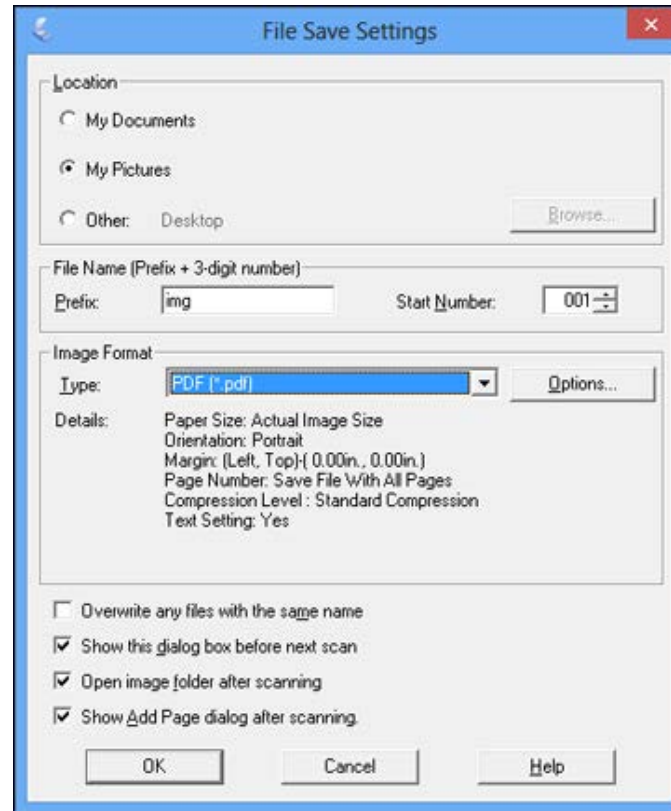 File Save Settings
Location
My Documents
My Pictures
Other: Desktop Browse...
File Name (Prefix + 3-digit number)
Prefix: img Start Number: 001
Image Format
Type: PDF (*.pdf) Options...
Details: Paper Size: Actual Image Size
Orientation: Portrait
Margin: (Left, Top)-( 0.00in., 0.00in.)
Page Number: Save File With All Pages
Compression Level : Standard Compression
Text Setting: Yes
Overwrite any files with the same name
Show this dialog box before next scan
Open image folder after scanning
Show Add Page dialog after scanning.
OK Cancel Help